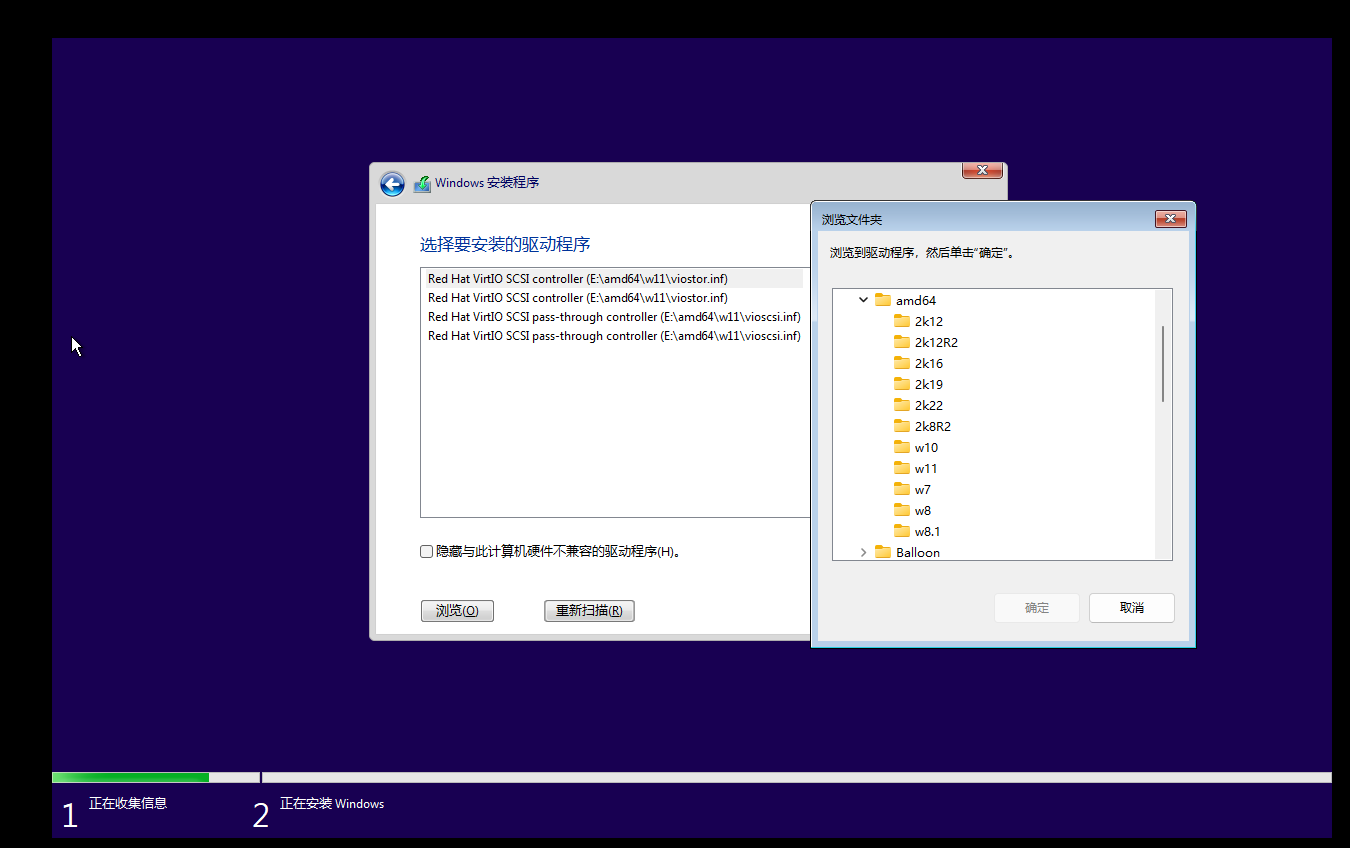 Windows 安装程序
选择要安装的驱动程序
Red Hat VirtIO SCSI controller (E:\amd64\w11\viostor.inf)
Red Hat VirtIO SCSI controller (E:\amd64\w11\viostor.inf)
Red Hat VirtIO SCSI pass-through controller (E:\amd64\w11\vioscsi.inf)
Red Hat VirtIO SCSI pass-through controller (E:\amd64\w11\vioscsi.inf)
隐藏与此计算机硬件不兼容的驱动程序(H)。
浏览(O)
重新扫描(R)
浏览文件夹
浏览到驱动程序，然后单击“确定”。
amd64
2k12
2k12R2
2k16
2k19
2k22
2k8R2
w10
w11
w7
w8
w8.1
Balloon
确定
取消
1 正在收集信息
2 正在安装 Windows